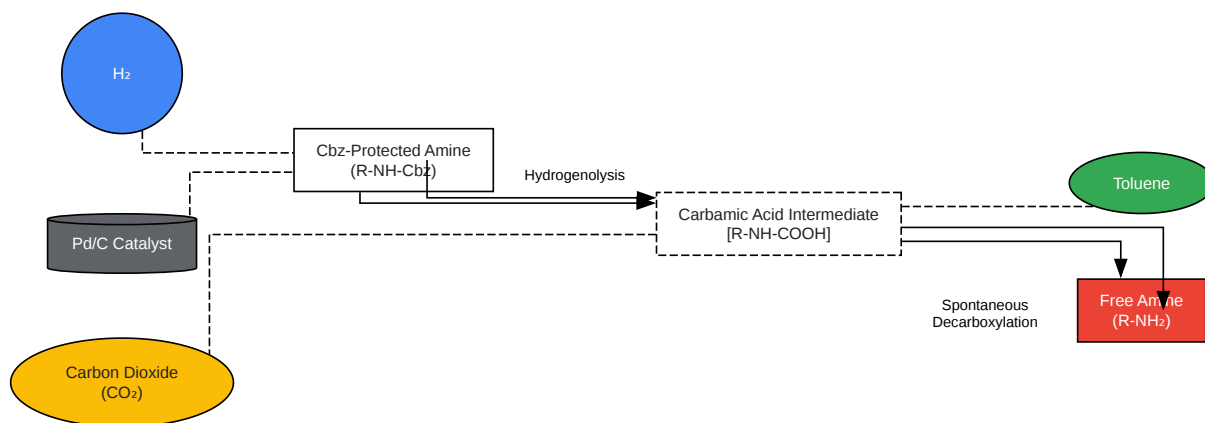 H₂
Cbz-Protected Amine
(R-NH-Cbz)
Hydrogenolysis
Toluene
Carbamic Acid Intermediate
[R-NH-COOH]
Pd/C Catalyst
Free Amine
(R-NH₂)
Spontaneous
Decarboxylation
Carbon Dioxide
(CO₂)